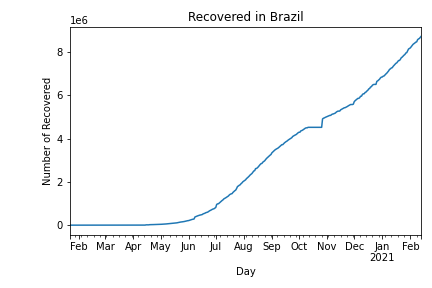 Recovered in Brazil
1e6
8
6
4
2
0
Number of Recovered
Feb Mar Apr May Jun Jul Aug Sep Oct Nov Dec Jan Feb
2021
Day